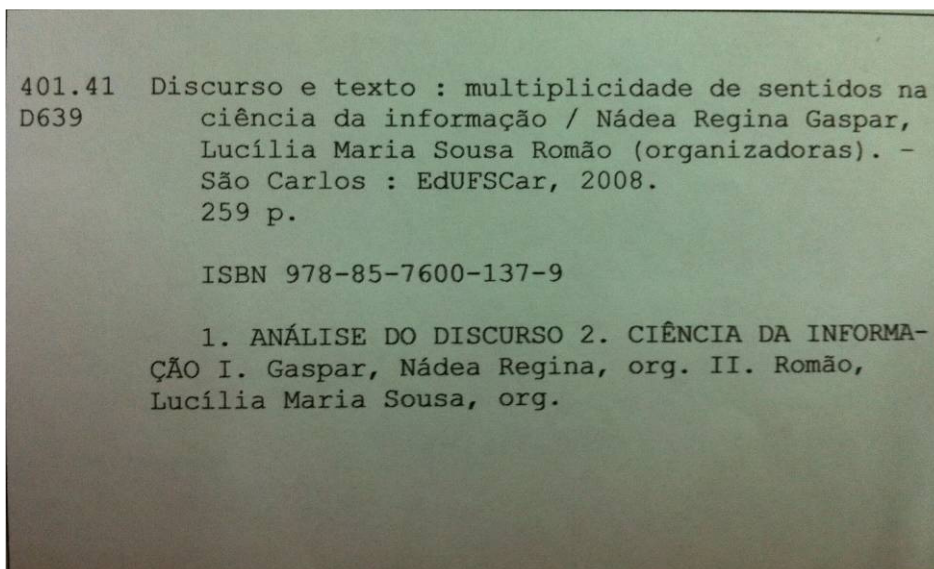 401.41 Discurso e texto : multiplicidade de sentidos na
D639 ciência da informação / Nádea Regina Gaspar,
Lucília Maria Sousa Romão (organizadoras). -
São Carlos : EdUFSCar, 2008.
259 p.
ISBN 978-85-7600-137-9
1. ANÁLISE DO DISCURSO 2. CIÊNCIA DA INFORMA-
ÇÃO I. Gaspar, Nádea Regina, org. II. Romão,
Lucília Maria Sousa, org.